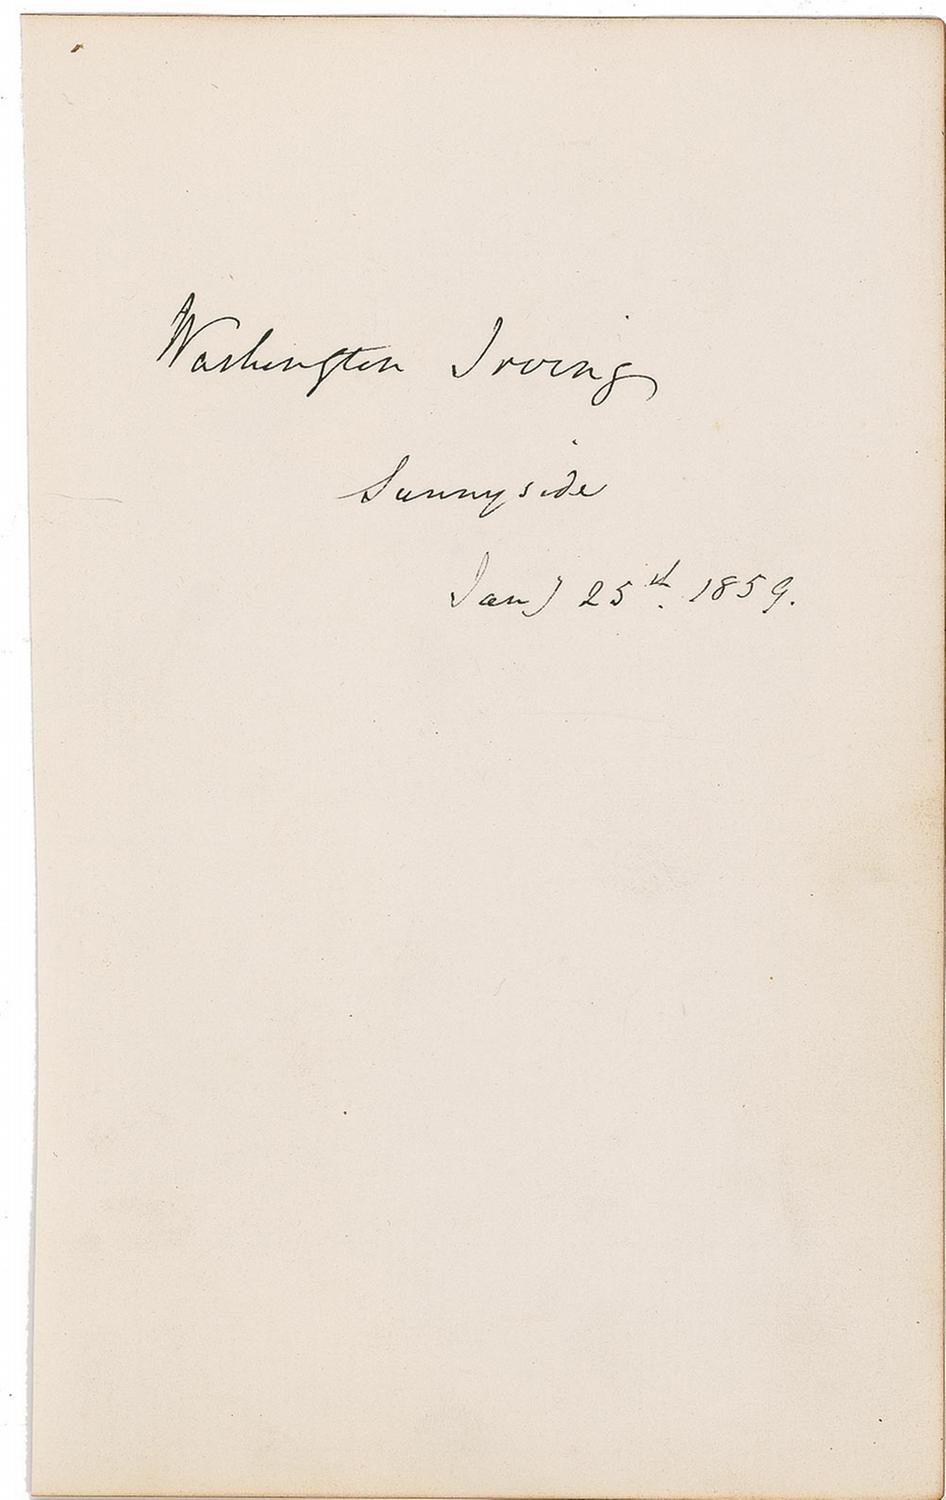 Washington Irving
Sunnyside
Jany 25th. 1859.